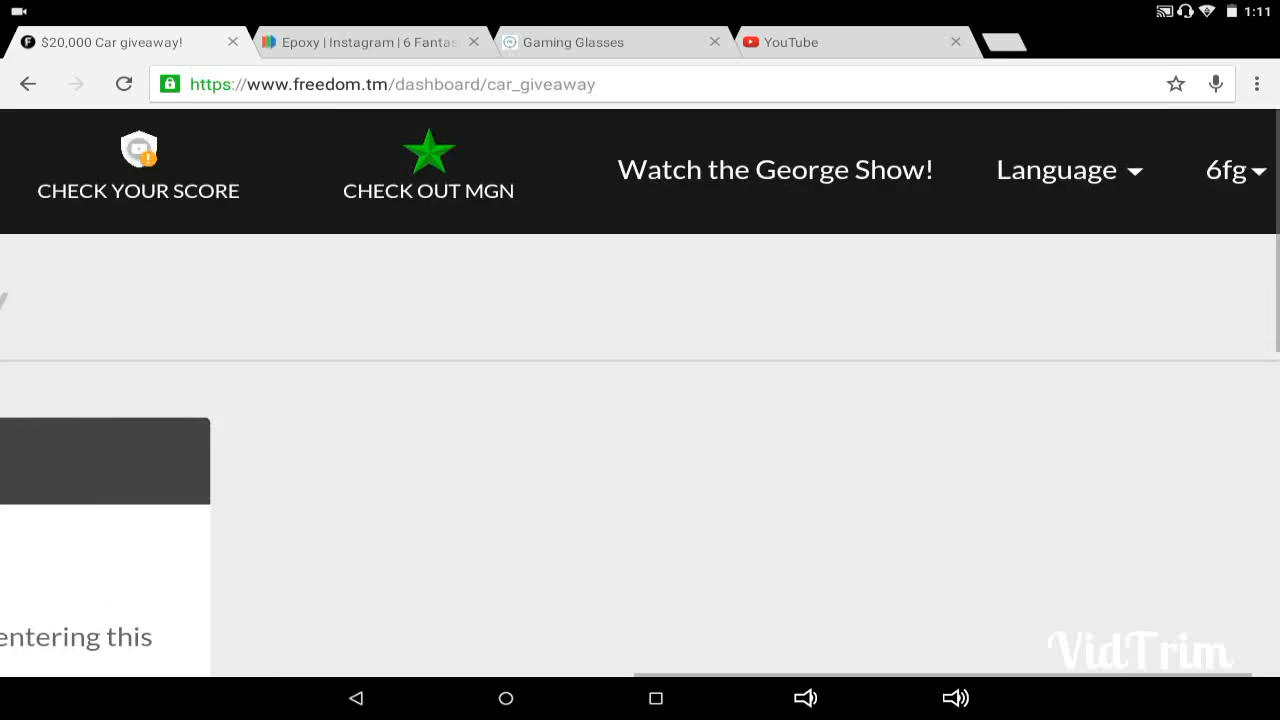 1:11
$20,000 Car giveaway!
Epoxy | Instagram | 6 Fantas
Gaming Glasses
YouTube
https://www.freedom.tm/dashboard/car_giveaway
CHECK YOUR SCORE
CHECK OUT MGN
Watch the George Show!
Language
6fg
entering this
VidTrim